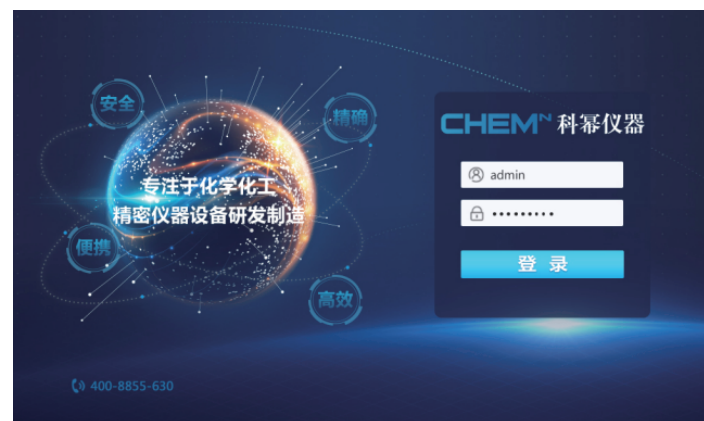 安全
精确
专注于化学化工
精密仪器设备研发制造
便携
高效
400-8855-630
CHEMᴺ 科幂仪器
admin
•••••••••
登 录